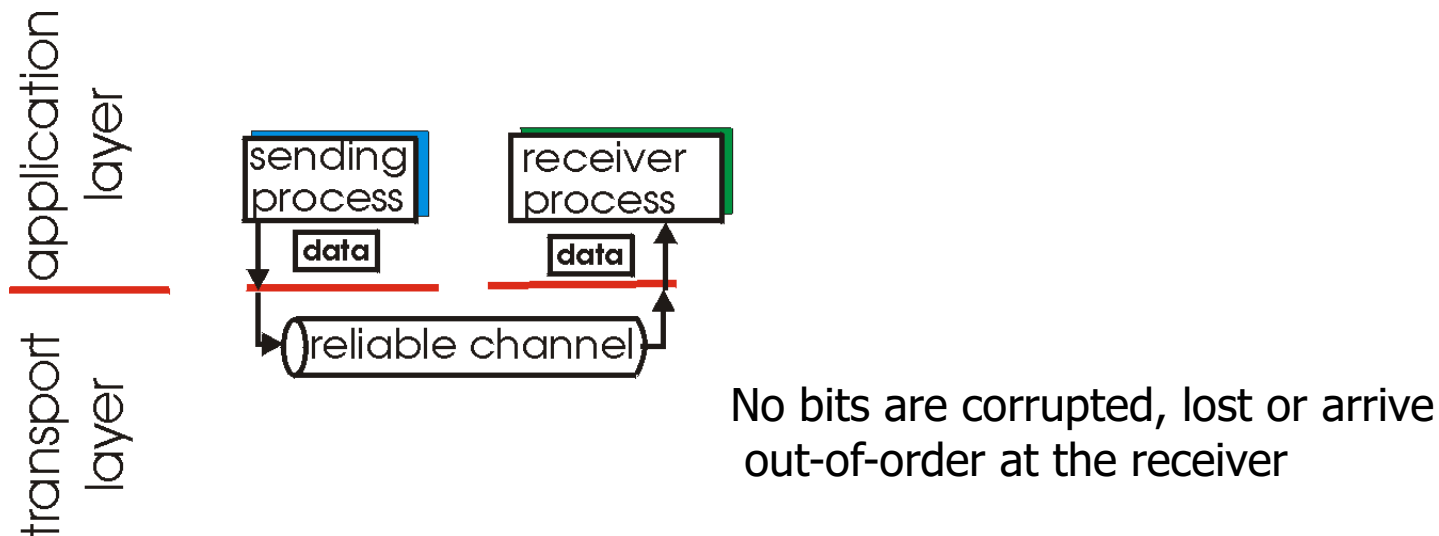 application
layer
sending
process
receiver
process
data
data
reliable channel
transport
layer
No bits are corrupted, lost or arrive
out-of-order at the receiver